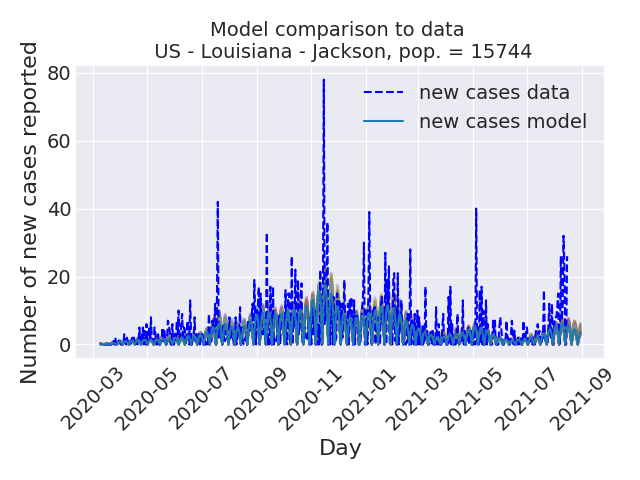 Model comparison to data
US - Louisiana - Jackson, pop. = 15744
Number of new cases reported
80
60
40
20
0
new cases data
new cases model
2020-03
2020-05
2020-07
2020-09
2020-11
2021-01
2021-03
2021-05
2021-07
2021-09
Day